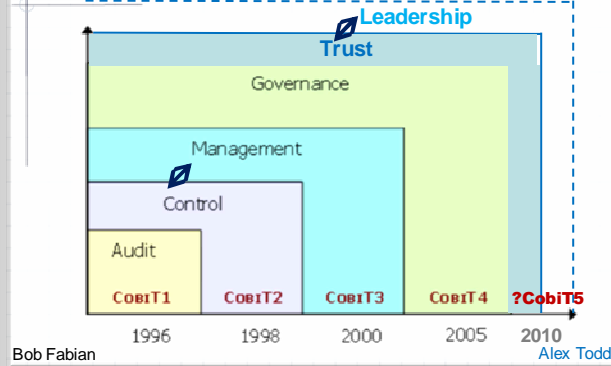 Leadership
Trust
Governance
Management
Control
Audit
COBIT1 COBIT2 COBIT3 COBIT4 ?CobiT5
1996 1998 2000 2005 2010
Bob Fabian Alex Todd